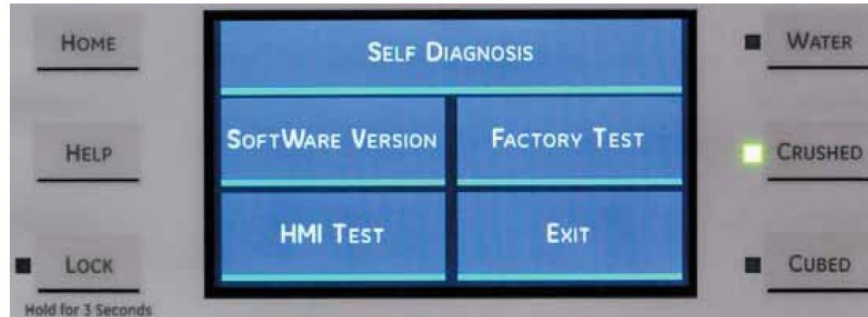 HOME
HELP
LOCK
Hold for 3 Seconds
SELF DIAGNOSIS
SOFTWARE VERSION
FACTORY TEST
HMI TEST
EXIT
WATER
CRUSHED
CUBED